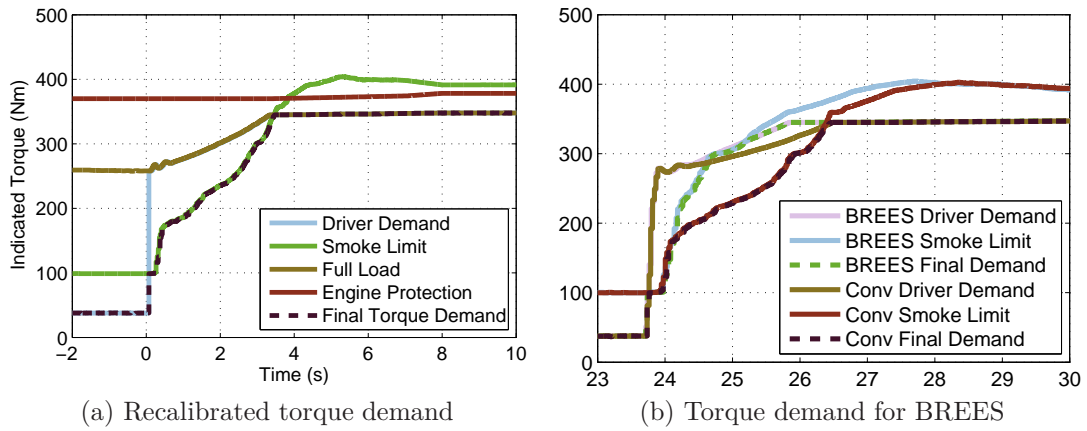 500
400
300
200
100
0
Indicated Torque (Nm)
Driver Demand
Smoke Limit
Full Load
Engine Protection
Final Torque Demand
−2 0 2 4 6 8 10
Time (s)
(a) Recalibrated torque demand
500
400
300
200
100
0
BREES Driver Demand
BREES Smoke Limit
BREES Final Demand
Conv Driver Demand
Conv Smoke Limit
Conv Final Demand
23 24 25 26 27 28 29 30
(b) Torque demand for BREES